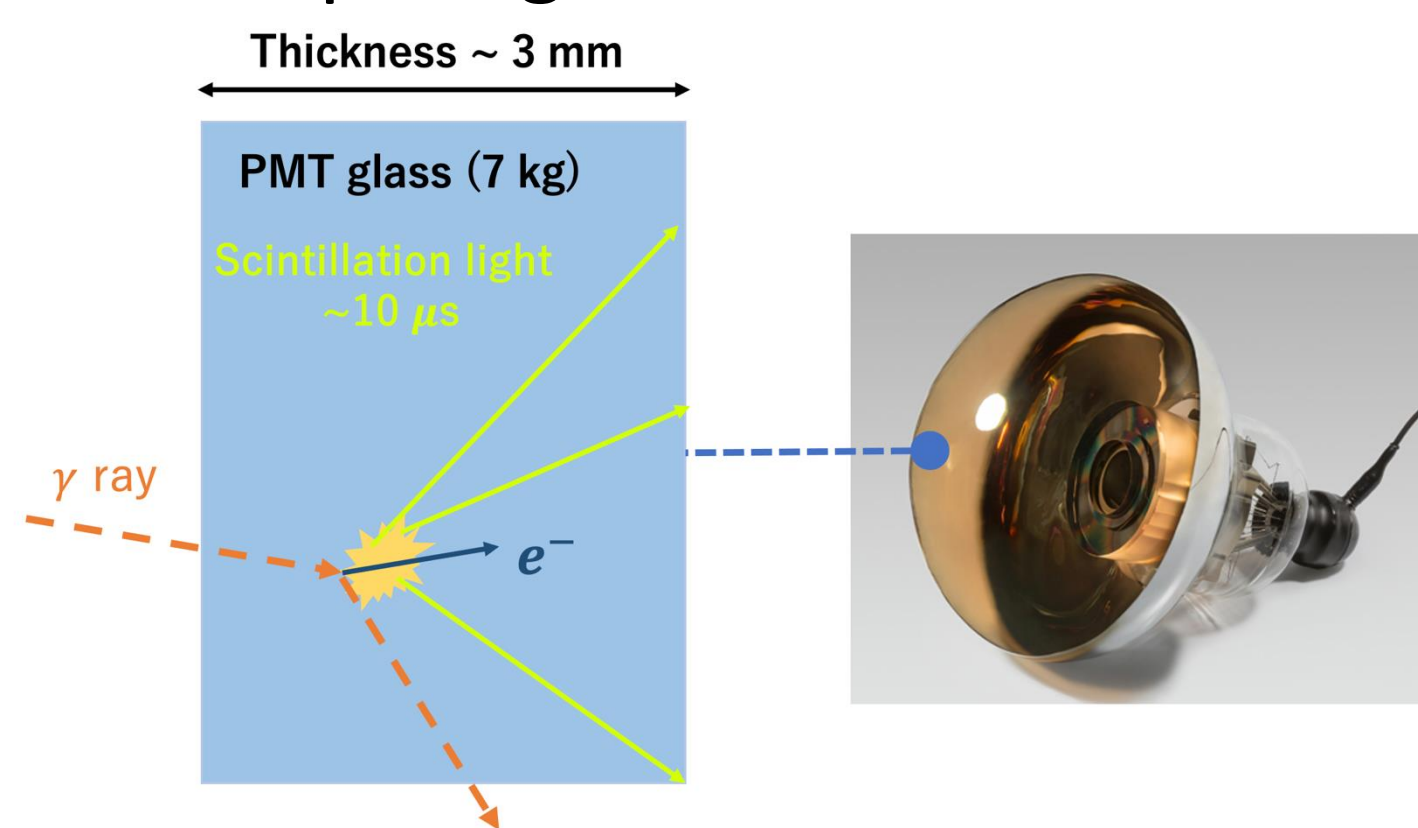 Thickness ~ 3 mm
PMT glass (7 kg)
Scintillation light
~10 μs
γ ray
e⁻